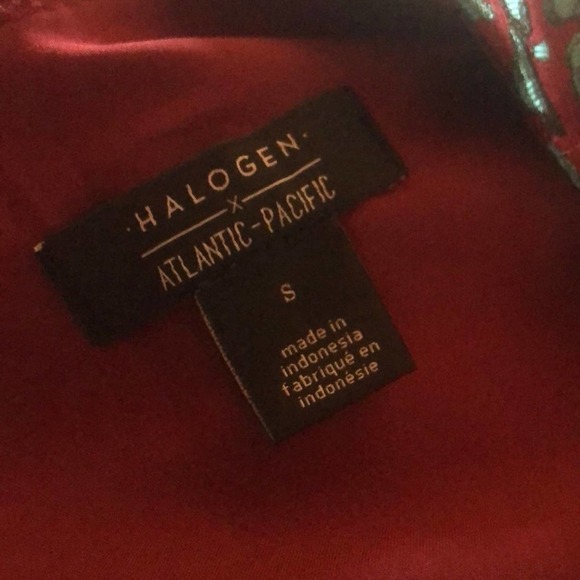 ·HALOGEN·
x
ATLANTIC-PACIFIC
S
made in
indonesia
fabriqué en
indonésie